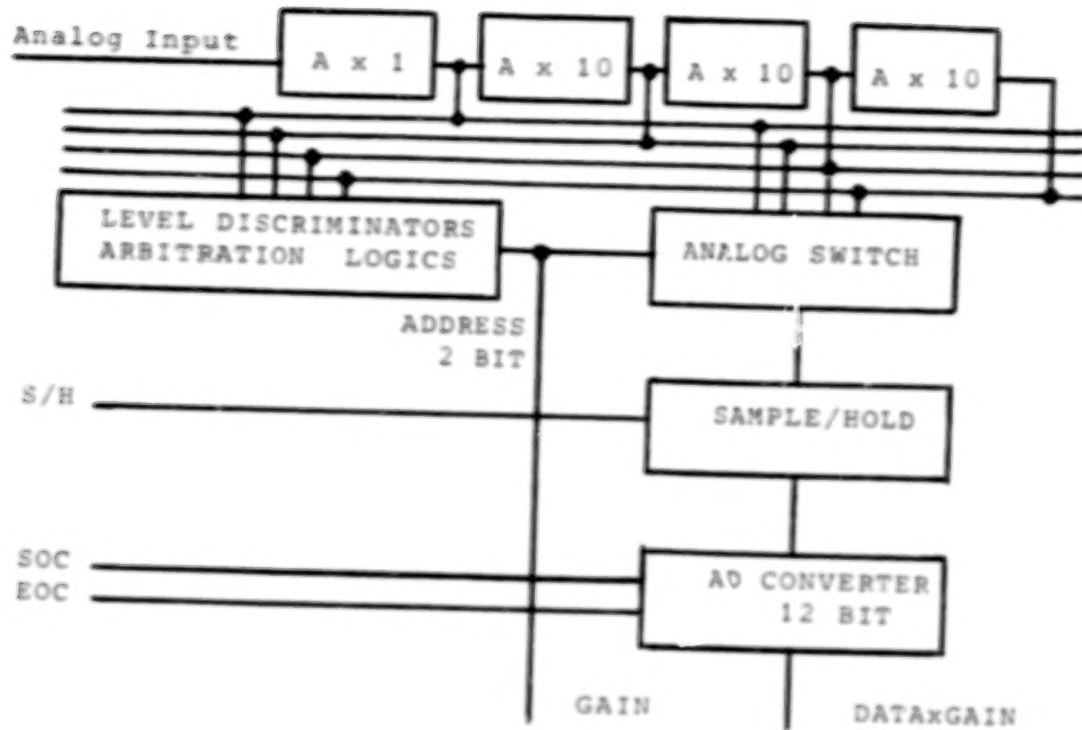 Analog Input
A x 1
A x 10
A x 10
A x 10
LEVEL DISCRIMINATORS
ARBITRATION LOGICS
ANALOG SWITCH
ADDRESS
2 BIT
S/H
SAMPLE/HOLD
SOC
EOC
AD CONVERTER
12 BIT
GAIN
DATAxGAIN